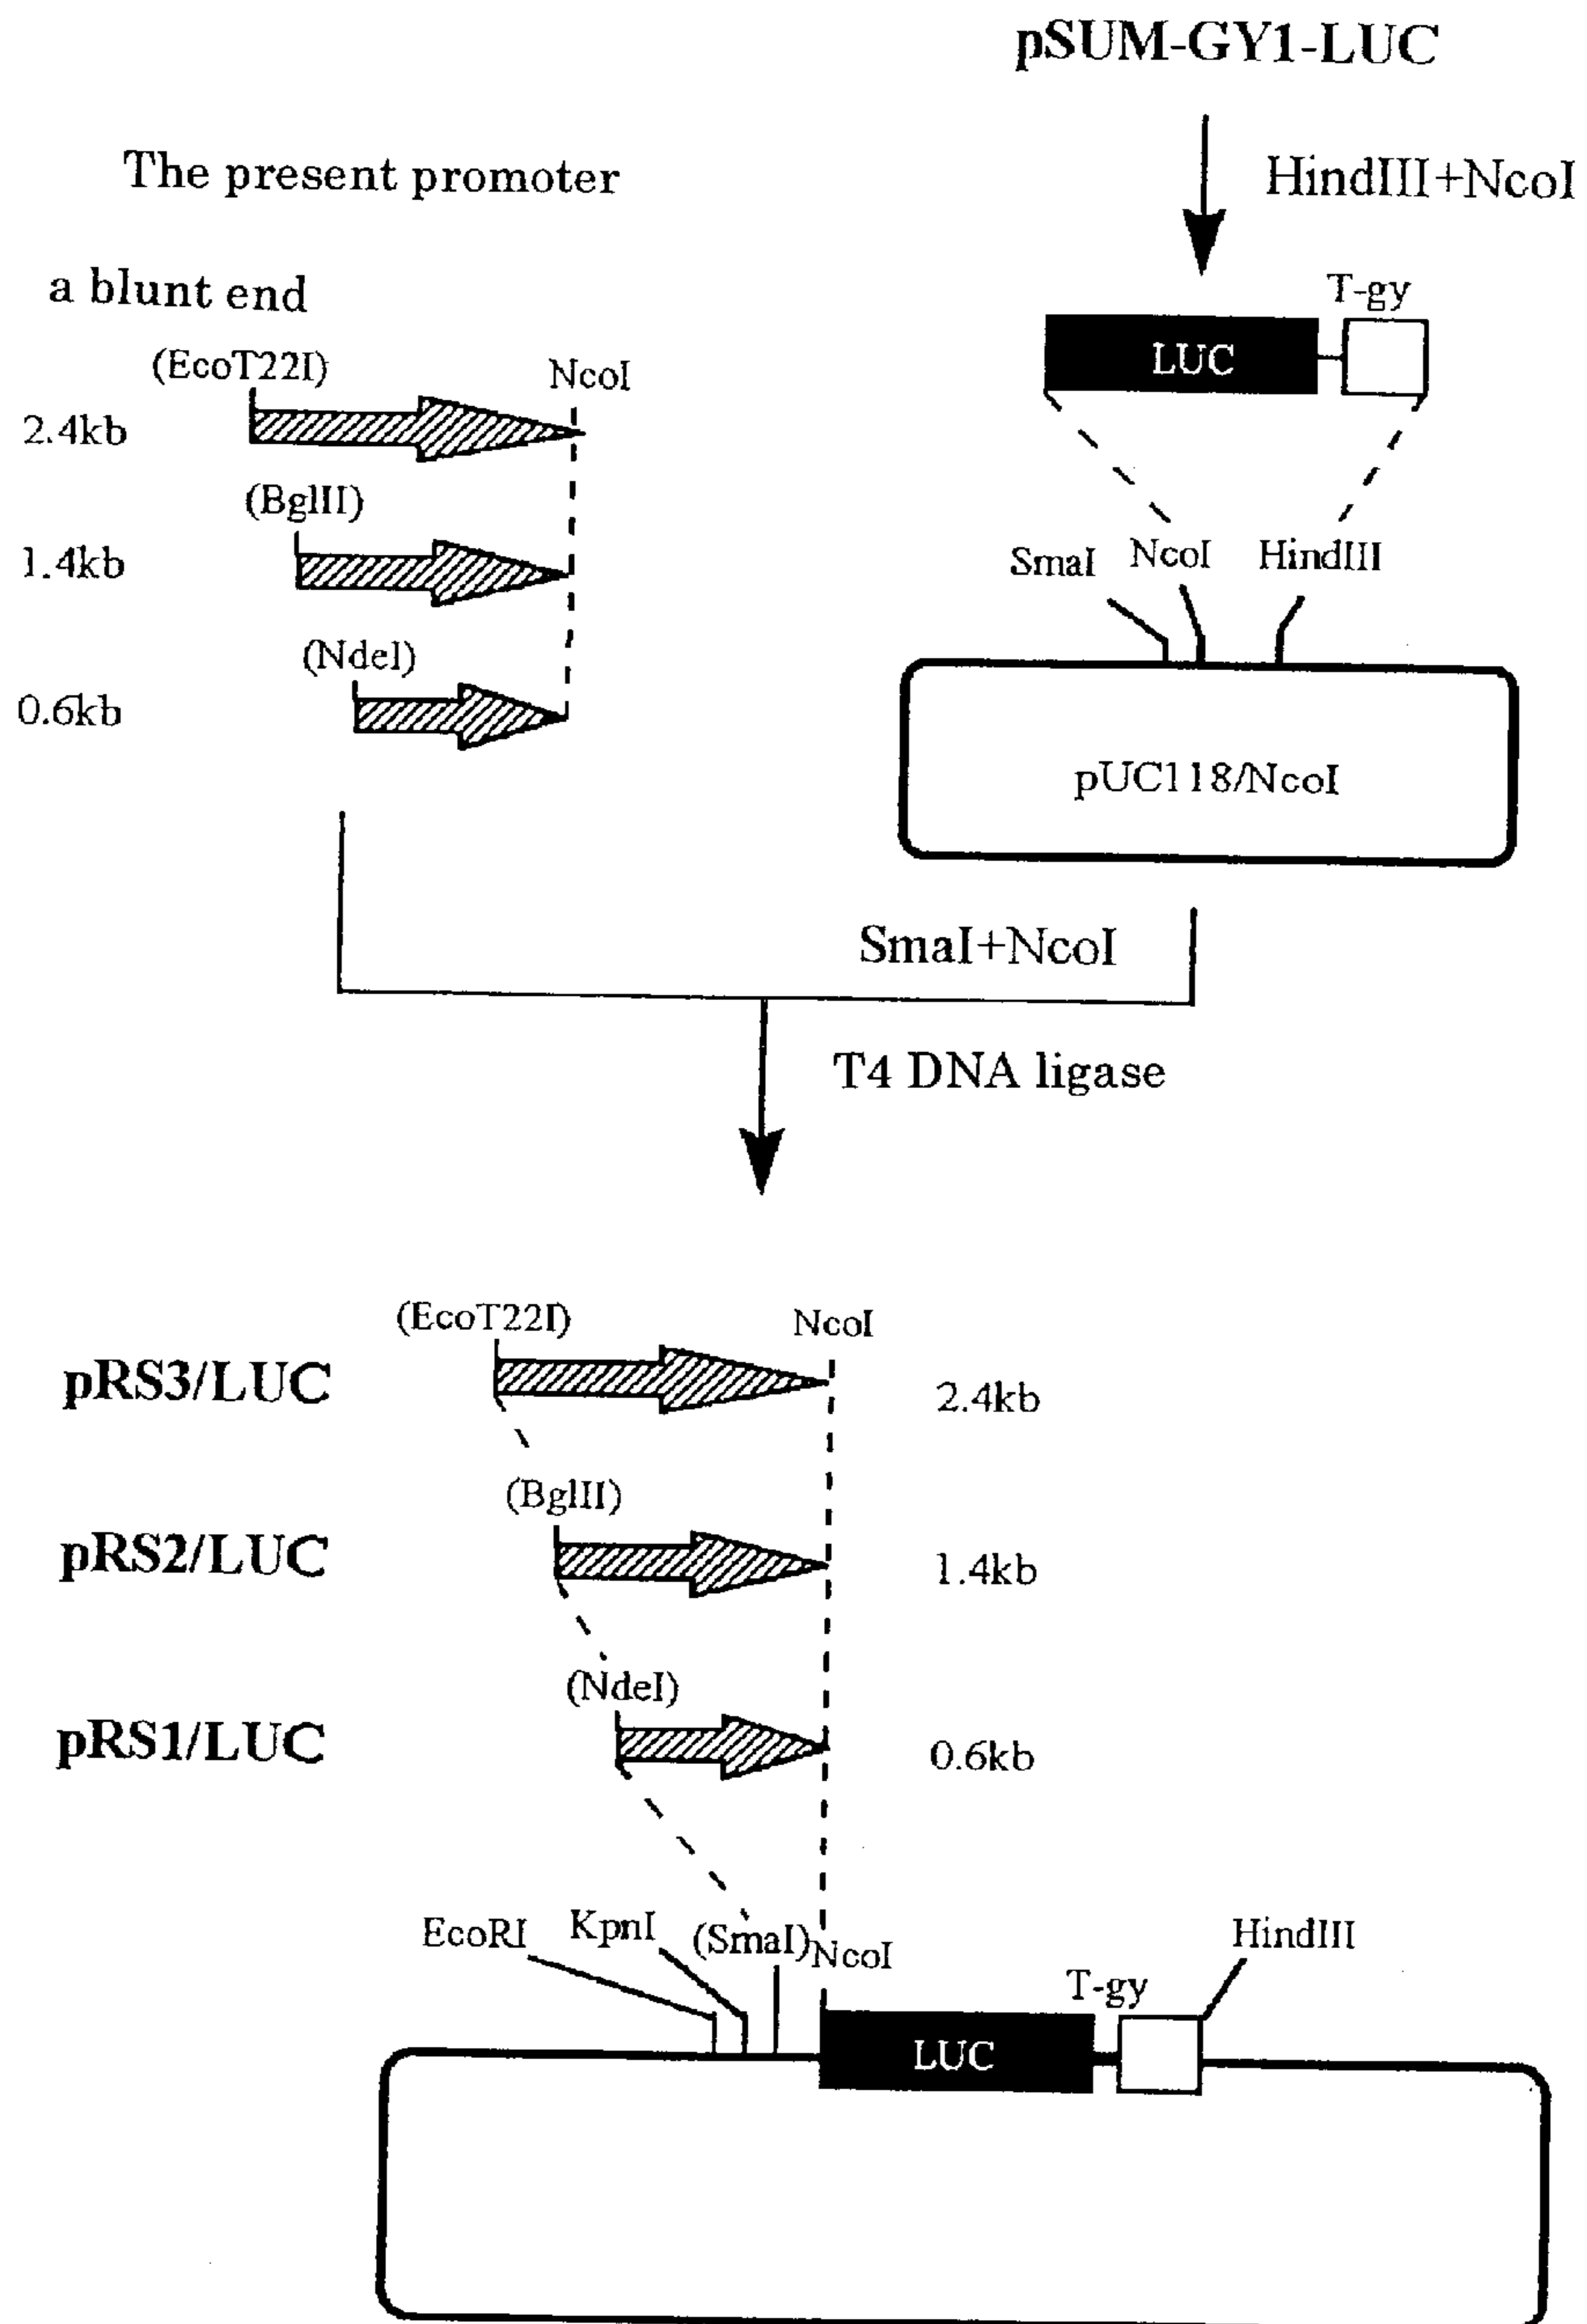 pSUM-GY1-LUC
HindIII+NcoI
The present promoter
a blunt end
T-gy
LUC
(EcoT22I)
NcoI
2.4kb
(BglII)
1.4kb
(NdeI)
0.6kb
SmaI
NcoI
HindIII
pUC118/NcoI
SmaI+NcoI
T4 DNA ligase
(EcoT22I)
NcoI
pRS3/LUC
2.4kb
(BglII)
pRS2/LUC
1.4kb
(NdeI)
pRS1/LUC
0.6kb
EcoRI
KpnI
(SmaI)
NcoI
HindIII
T-gy
LUC